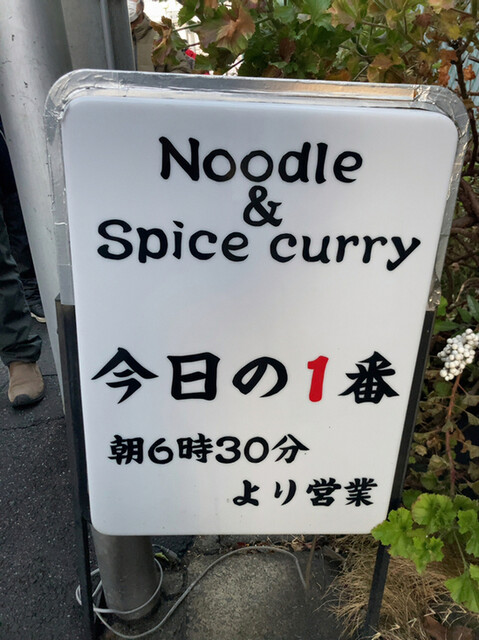 Noodle
&
Spice curry
今日の1番
朝6時30分
より営業